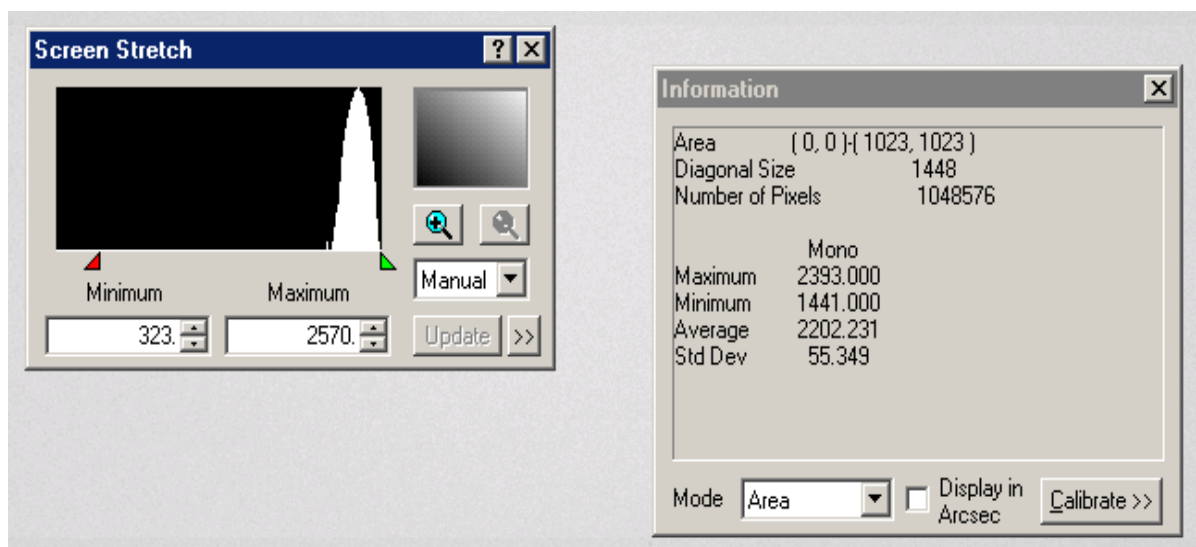 Screen Stretch
Minimum Maximum
323. 2570.
Manual
Update >>
Information
Area ( 0, 0 )-( 1023, 1023 )
Diagonal Size 1448
Number of Pixels 1048576
Mono
Maximum 2393.000
Minimum 1441.000
Average 2202.231
Std Dev 55.349
Mode Area
Display in
Arcsec
Calibrate >>